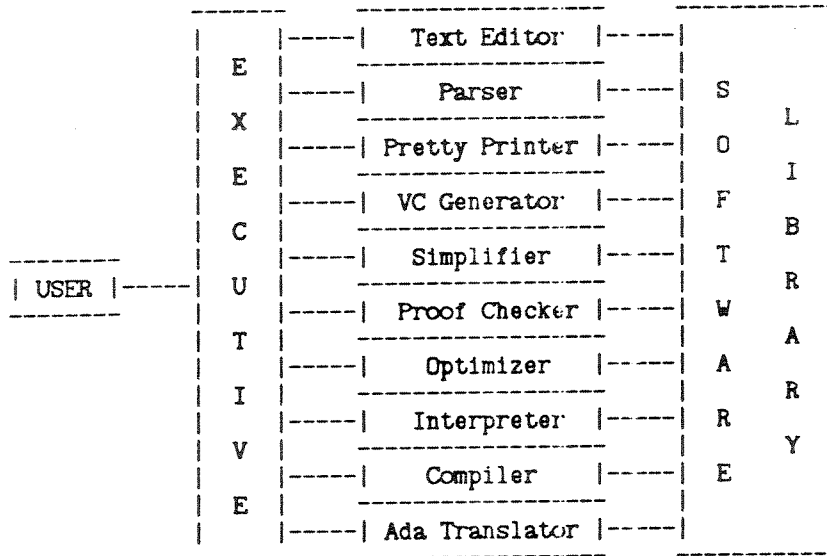 USER
EXECUTIVE
Text Editor
Parser
Pretty Printer
VC Generator
Simplifier
Proof Checker
Optimizer
Interpreter
Compiler
Ada Translator
SOFTWARE
LIBRARY